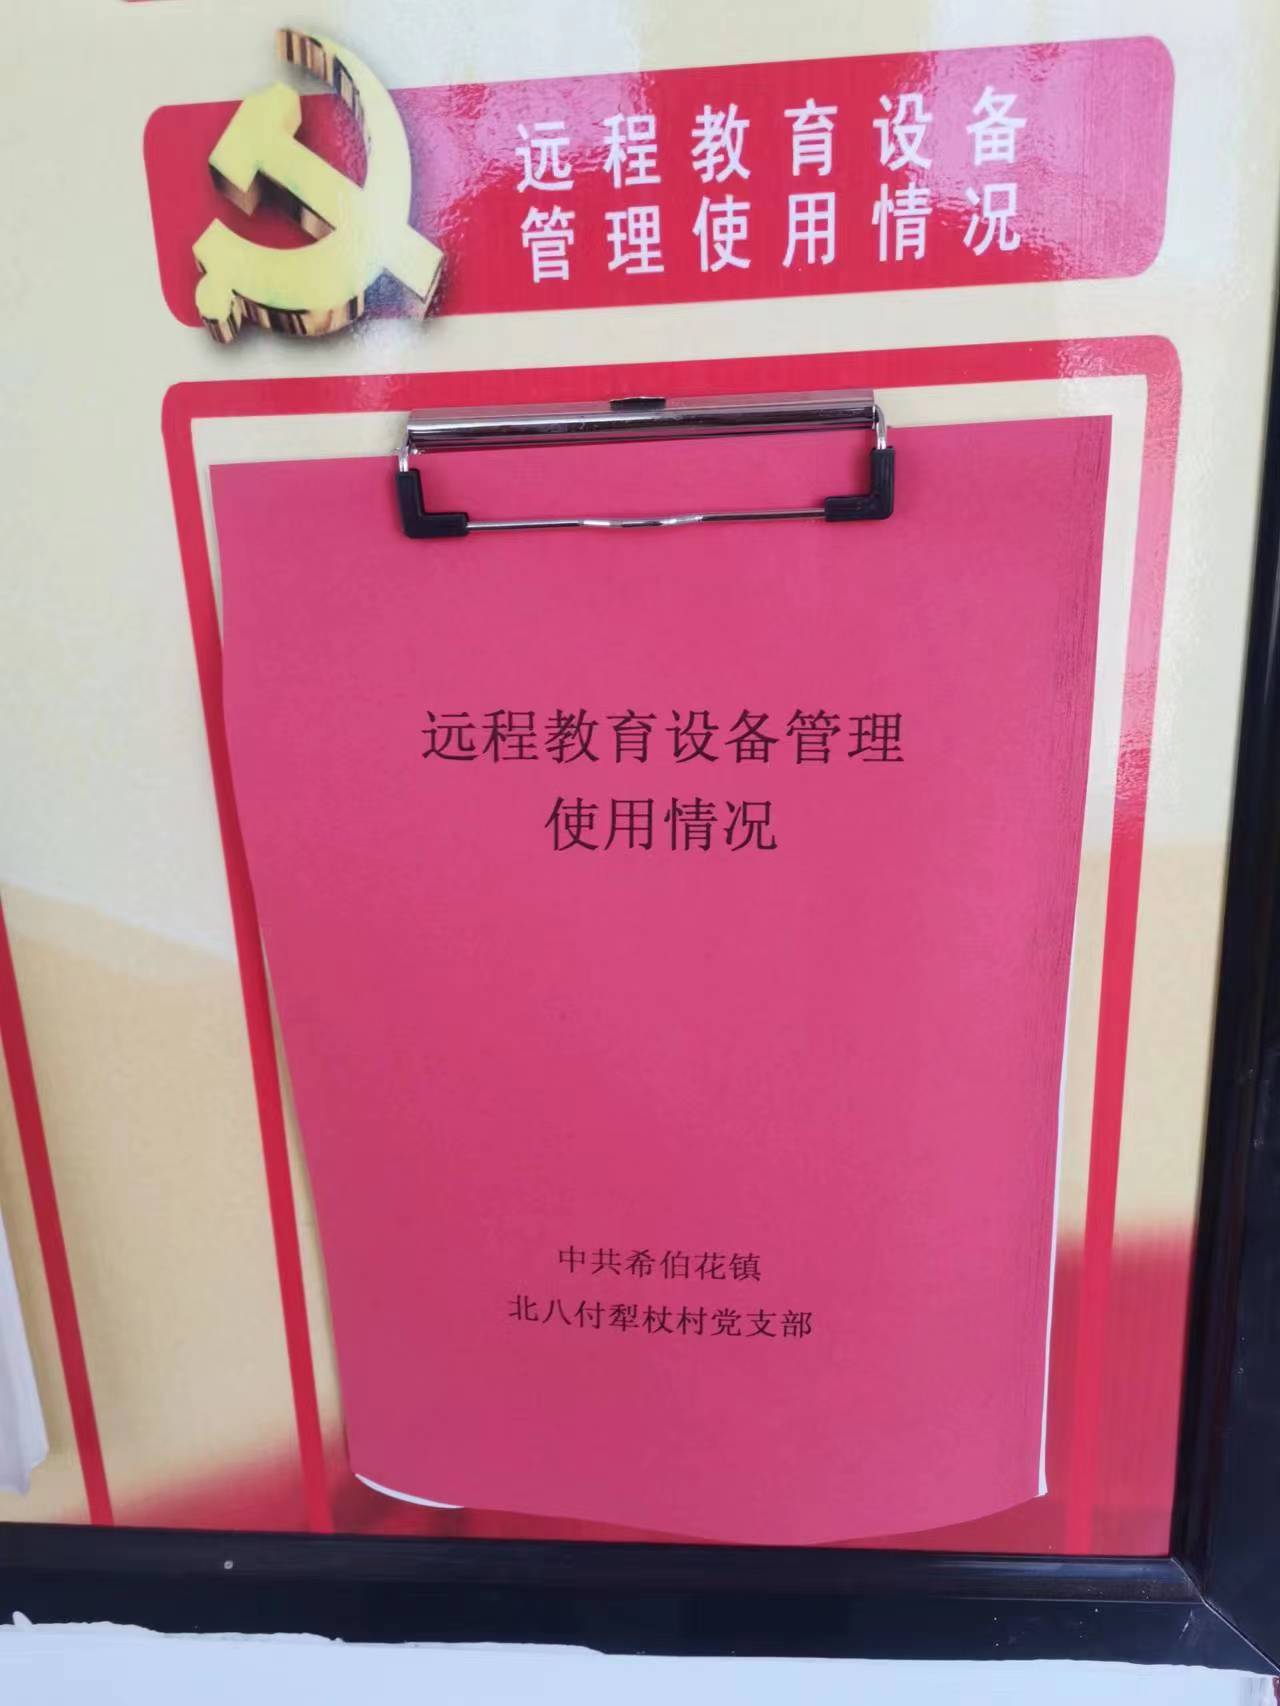 远程教育设备
管理使用情况
远程教育设备管理
使用情况
中共希伯花镇
北八付犁杖村党支部